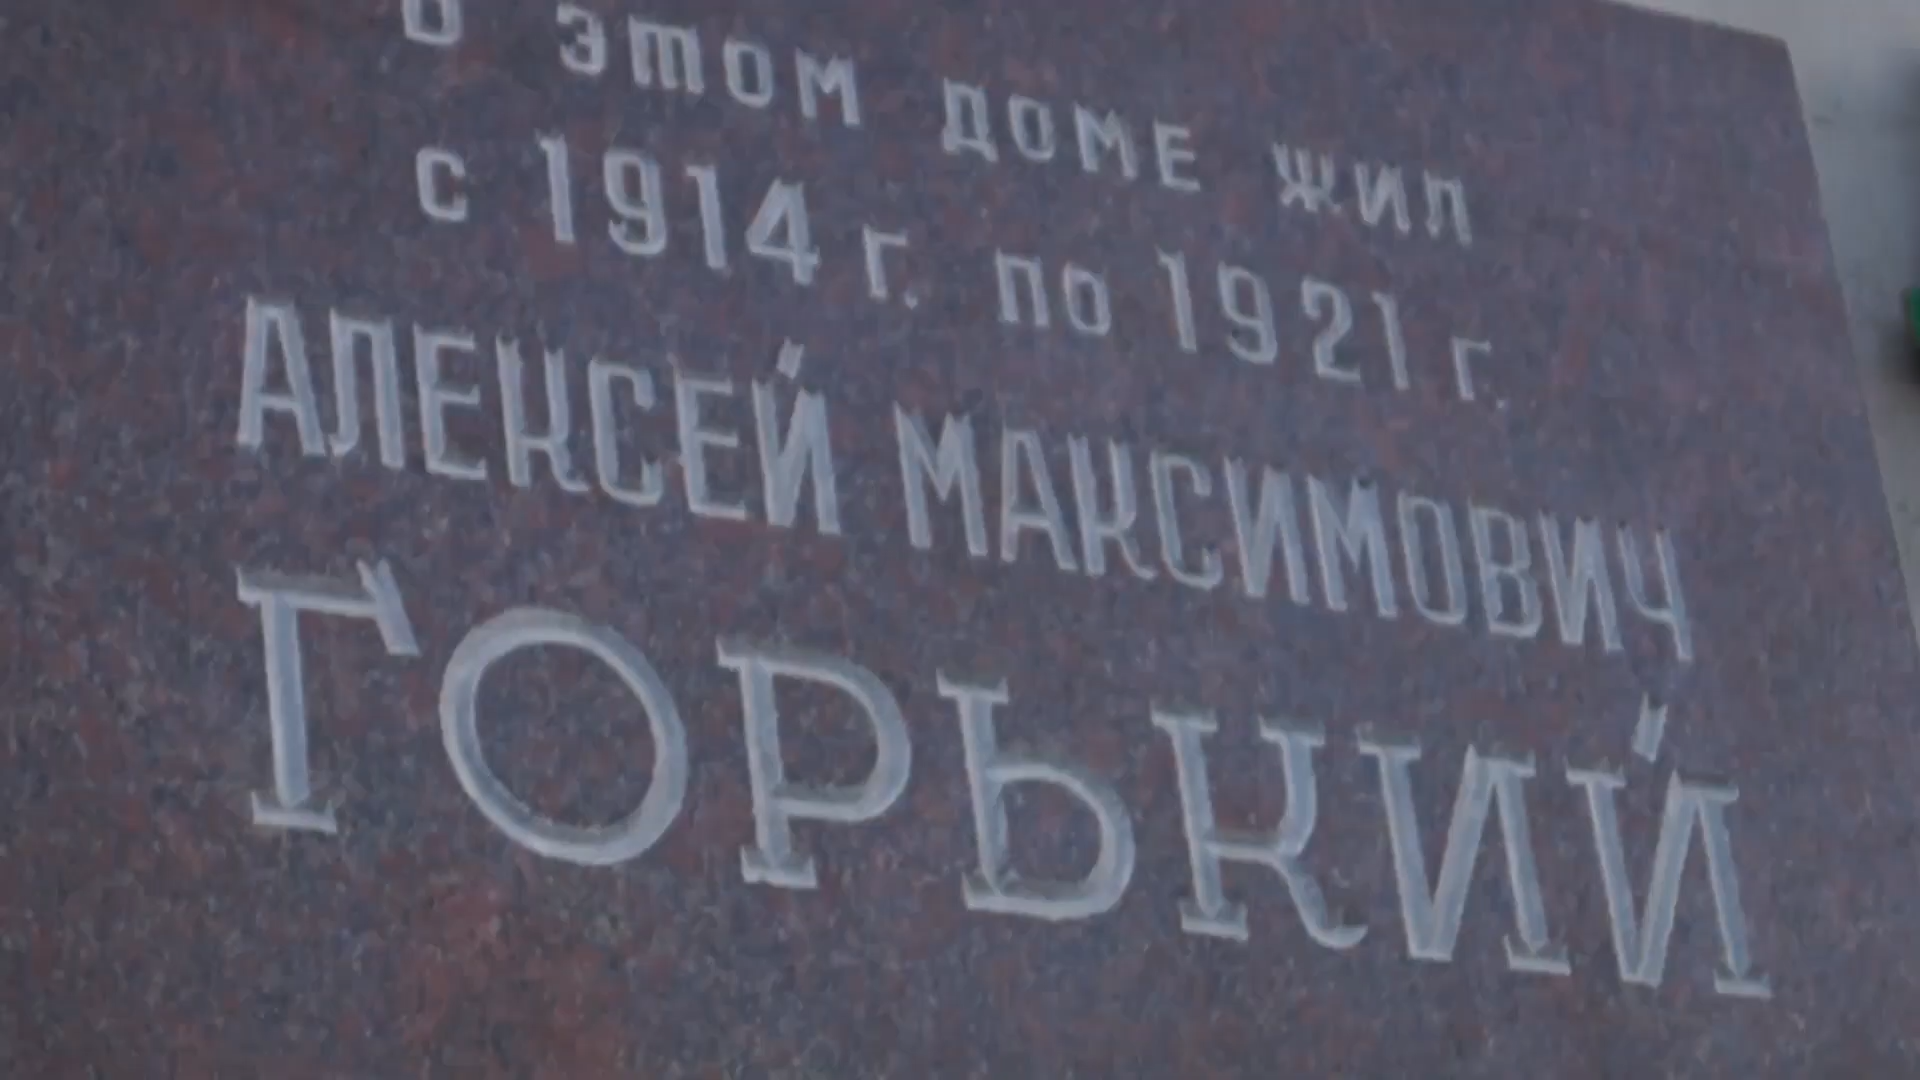 В этом доме жил
с 1914 г. по 1921 г.
АЛЕКСЕЙ МАКСИМОВИЧ
ГОРЬКИЙ